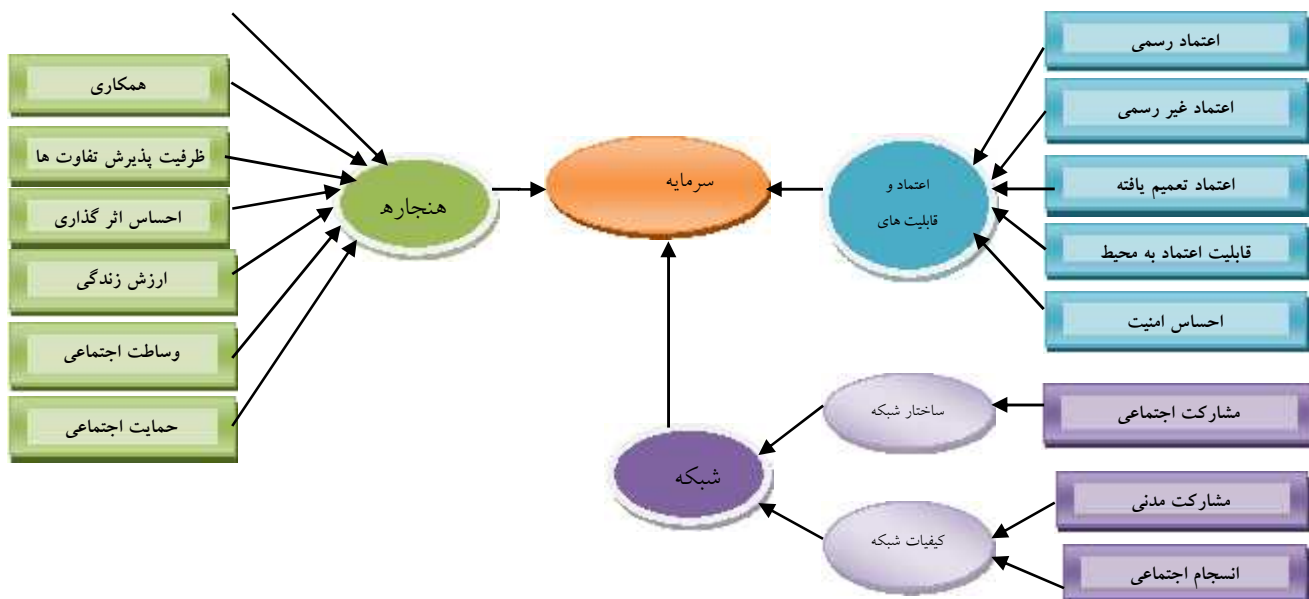 اعتماد رسمی
اعتماد غیر رسمی
اعتماد تعمیم یافته
قابلیت اعتماد به محیط
احساس امنیت
اعتماد و
قابلیت های
سرمایه
هنجاره
همکاری
ظرفیت پذیرش تفاوت ها
احساس اثر گذاری
ارزش زندگی
وساطت اجتماعی
حمایت اجتماعی
مشارکت اجتماعی
ساختار شبکه
شبکه
مشارکت مدنی
کیفیات شبکه
انسجام اجتماعی